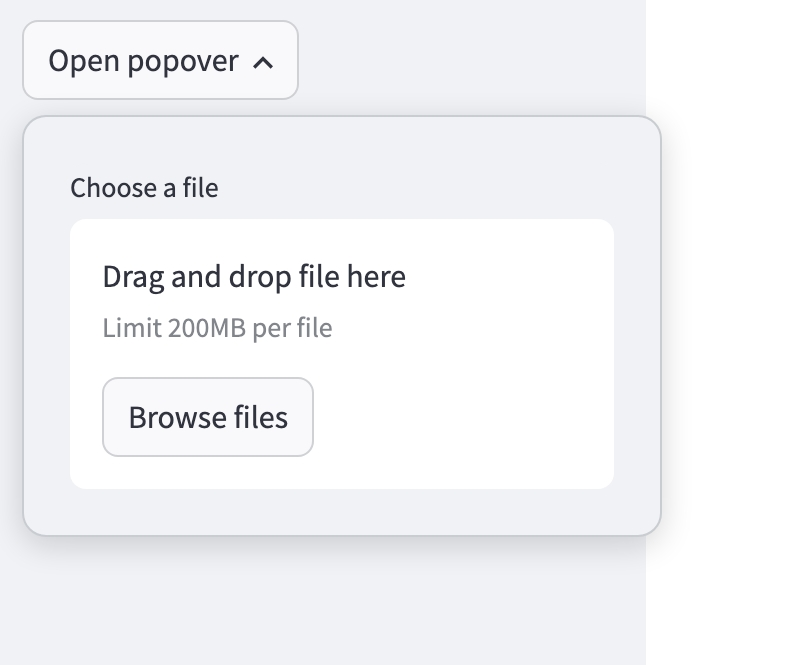 Open popover
Choose a file
Drag and drop file here
Limit 200MB per file
Browse files